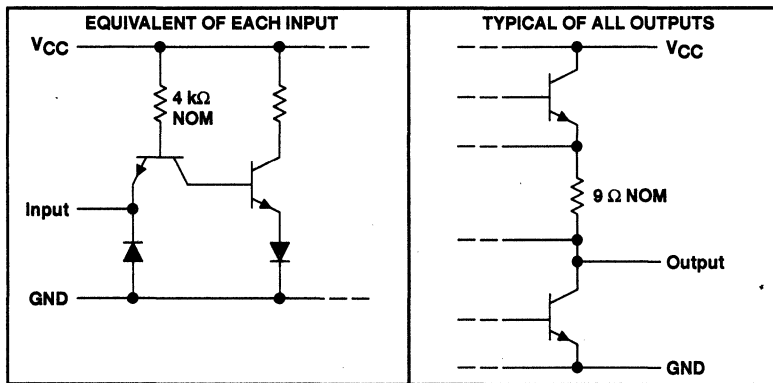 EQUIVALENT OF EACH INPUT
VCC
4 kΩ
NOM
Input
GND
TYPICAL OF ALL OUTPUTS
VCC
9 Ω NOM
Output
GND